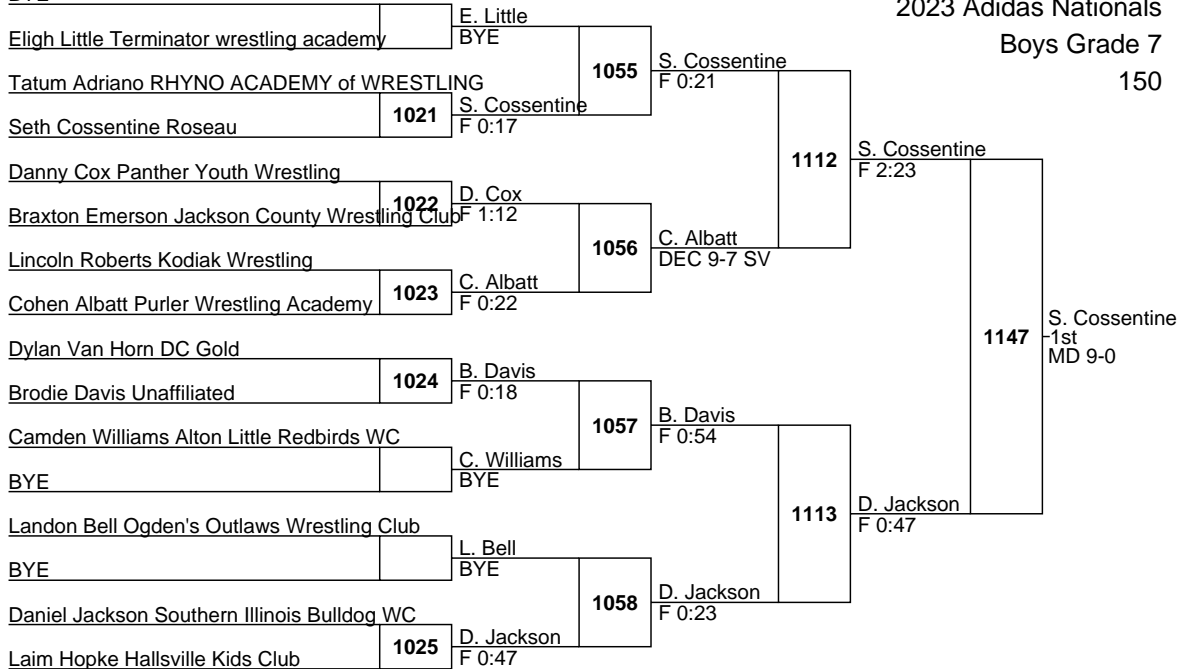 BYE
2023 Adidas Nationals
Boys Grade 7
150
Eligh Little Terminator wrestling academy
E. Little
BYE
1055
S. Cossentine
F 0:21
Tatum Adriano RHYNO ACADEMY of WRESTLING
1021
S. Cossentine
F 0:17
Seth Cossentine Roseau
1112
S. Cossentine
F 2:23
Danny Cox Panther Youth Wrestling
1022
D. Cox
F 1:12
Braxton Emerson Jackson County Wrestling Club
1056
C. Albatt
DEC 9-7 SV
Lincoln Roberts Kodiak Wrestling
1023
C. Albatt
F 0:22
Cohen Albatt Purler Wrestling Academy
1147
S. Cossentine
1st
MD 9-0
Dylan Van Horn DC Gold
1024
B. Davis
F 0:18
Brodie Davis Unaffiliated
1057
B. Davis
F 0:54
Camden Williams Alton Little Redbirds WC
C. Williams
BYE
BYE
1113
D. Jackson
F 0:47
Landon Bell Ogden's Outlaws Wrestling Club
L. Bell
BYE
BYE
1058
D. Jackson
F 0:23
Daniel Jackson Southern Illinois Bulldog WC
1025
D. Jackson
F 0:47
Laim Hopke Hallsville Kids Club